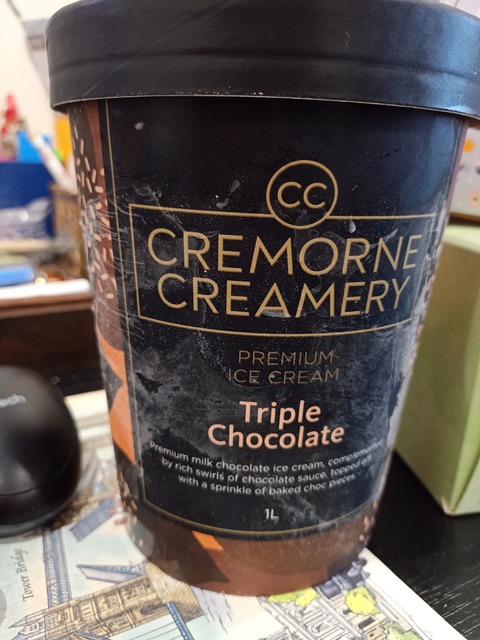 CC
CREMORNE
CREAMERY
PREMIUM
ICE CREAM
Triple
Chocolate
Premium milk chocolate ice cream, complemented
by rich swirls of chocolate sauce, topped off
with a sprinkle of baked choc pieces.
1L
Tower Bridge